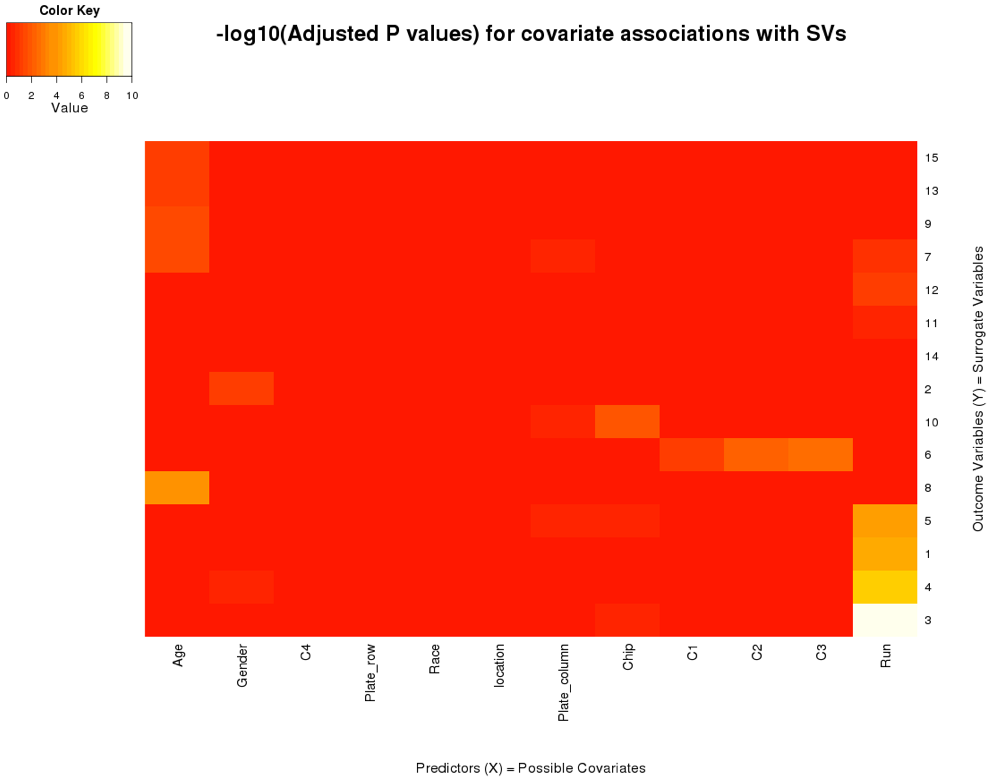 Color Key
-log10(Adjusted P values) for covariate associations with SVs
0 2 4 6 8 10
Value
15
13
9
7
12
11
14
2
10
6
8
5
1
4
3
Outcome Variables (Y) = Surrogate Variables
Age
Gender
C4
Plate_row
Race
location
Plate_column
Chip
C1
C2
C3
Run
Predictors (X) = Possible Covariates